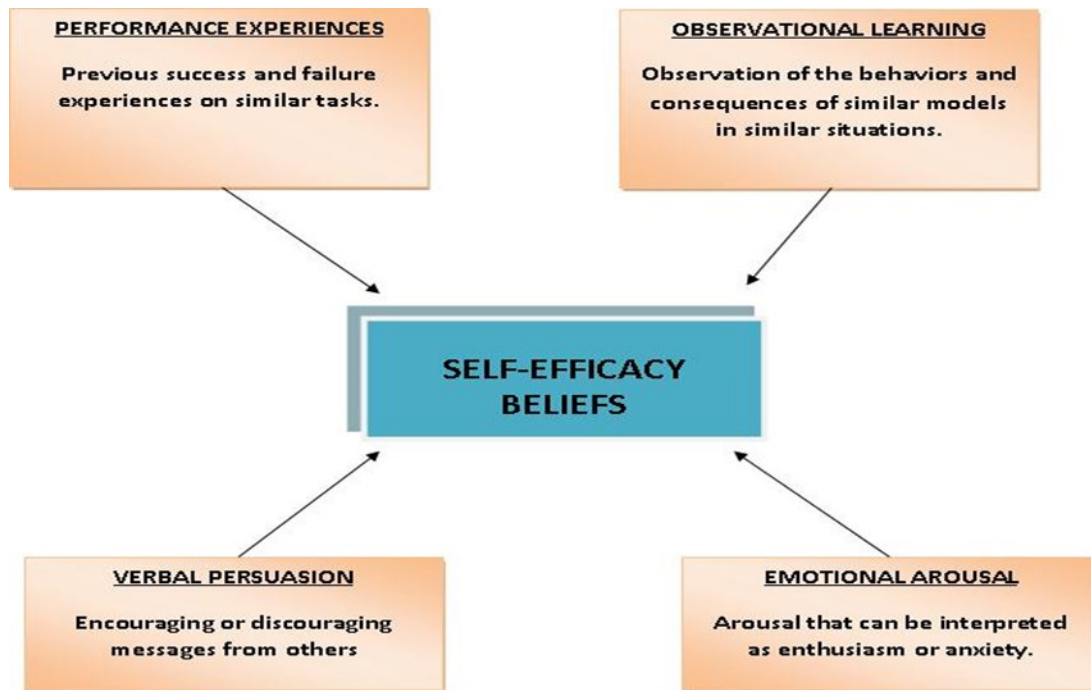 PERFORMANCE EXPERIENCES
Previous success and failure
experiences on similar tasks.
OBSERVATIONAL LEARNING
Observation of the behaviors and
consequences of similar models
in similar situations.
SELF-EFFICACY
BELIEFS
VERBAL PERSUASION
Encouraging or discouraging
messages from others
EMOTIONAL AROUSAL
Arousal that can be interpreted
as enthusiasm or anxiety.